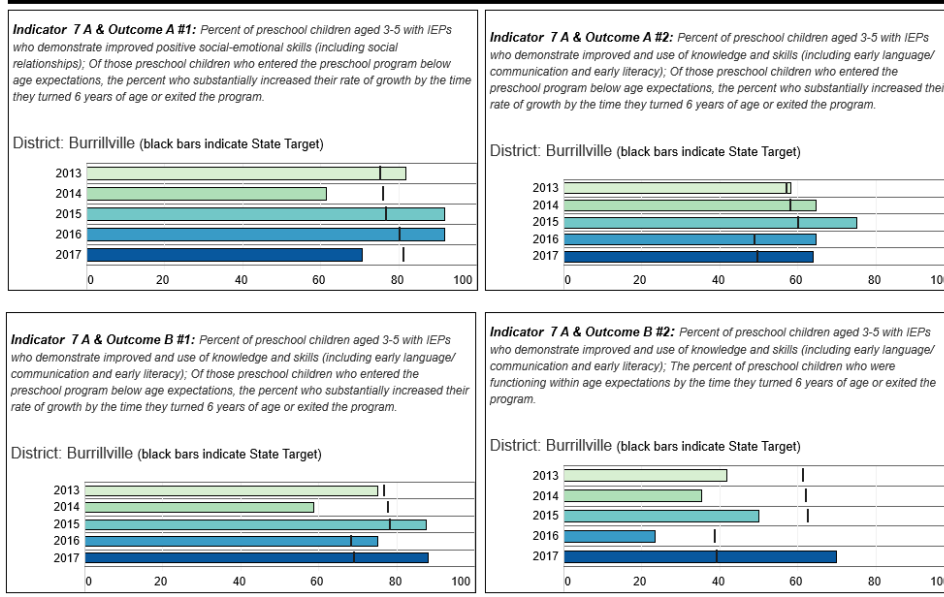 Indicator 7 A & Outcome A #1: Percent of preschool children aged 3-5 with IEPs
who demonstrate improved positive social-emotional skills (including social
relationships); Of those preschool children who entered the preschool program below
age expectations, the percent who substantially increased their rate of growth by the time
they turned 6 years of age or exited the program.
District: Burrillville (black bars indicate State Target)
2013
2014
2015
2016
2017
0 20 40 60 80 100
Indicator 7 A & Outcome A #2: Percent of preschool children aged 3-5 with IEPs
who demonstrate improved and use of knowledge and skills (including early language/
communication and early literacy); Of those preschool children who entered the
preschool program below age expectations, the percent who substantially increased their
rate of growth by the time they turned 6 years of age or exited the program.
District: Burrillville (black bars indicate State Target)
2013
2014
2015
2016
2017
0 20 40 60 80 100
Indicator 7 A & Outcome B #1: Percent of preschool children aged 3-5 with IEPs
who demonstrate improved and use of knowledge and skills (including early language/
communication and early literacy); Of those preschool children who entered the
preschool program below age expectations, the percent who substantially increased their
rate of growth by the time they turned 6 years of age or exited the program.
District: Burrillville (black bars indicate State Target)
2013
2014
2015
2016
2017
0 20 40 60 80 100
Indicator 7 A & Outcome B #2: Percent of preschool children aged 3-5 with IEPs
who demonstrate improved and use of knowledge and skills (including early language/
communication and early literacy); The percent of preschool children who were
functioning within age expectations by the time they turned 6 years of age or exited the
program.
District: Burrillville (black bars indicate State Target)
2013
2014
2015
2016
2017
0 20 40 60 80 100